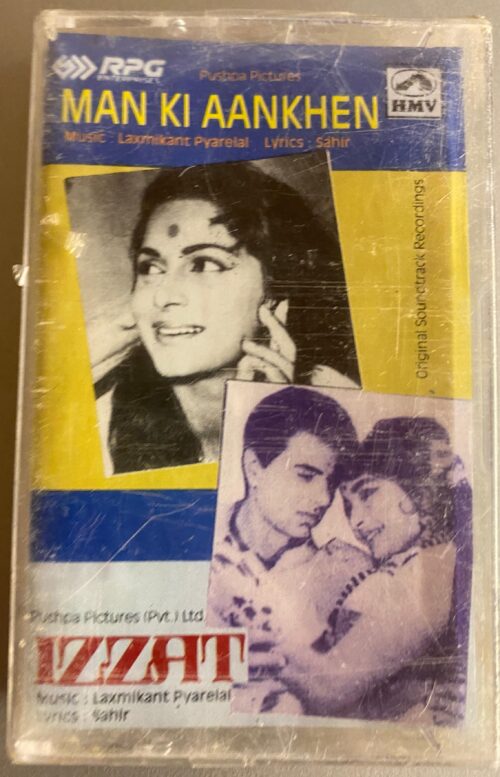 RPG
ENTERPRISES
Pushpa Pictures
HMV
MAN KI AANKHEN
Music : Laxmikant Pyarelal Lyrics : Sahir
Original Soundtrack Recordings
Pushpa Pictures (Pvt.) Ltd.
IZZAT
Music : Laxmikant Pyarelal
Lyrics : Sahir